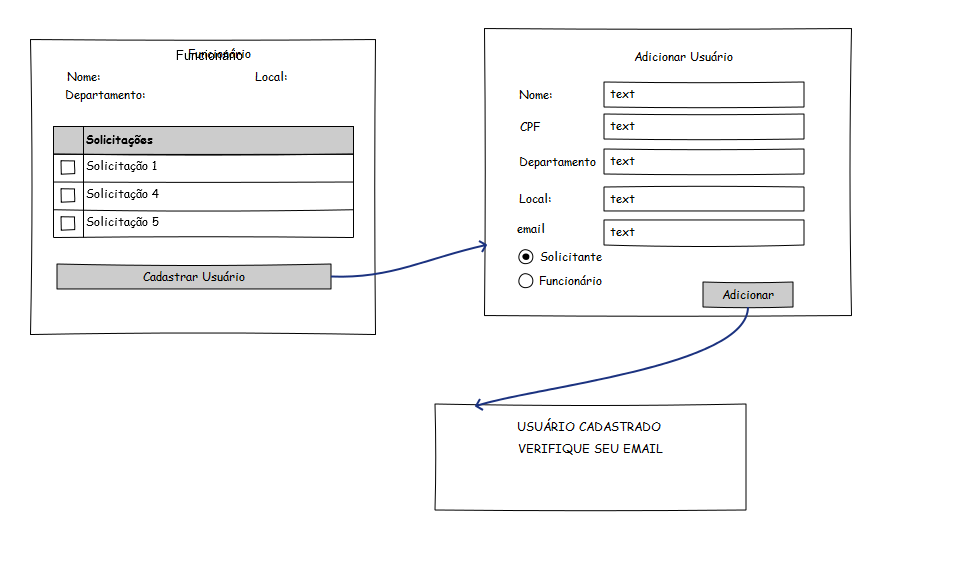 Funcionário
Funcionário
Nome: Local:
Departamento:
Solicitações
Solicitação 1
Solicitação 4
Solicitação 5
Cadastrar Usuário
Adicionar Usuário
Nome: text
CPF text
Departamento text
Local: text
email text
Solicitante
Funcionário
Adicionar
USUÁRIO CADASTRADO
VERIFIQUE SEU EMAIL